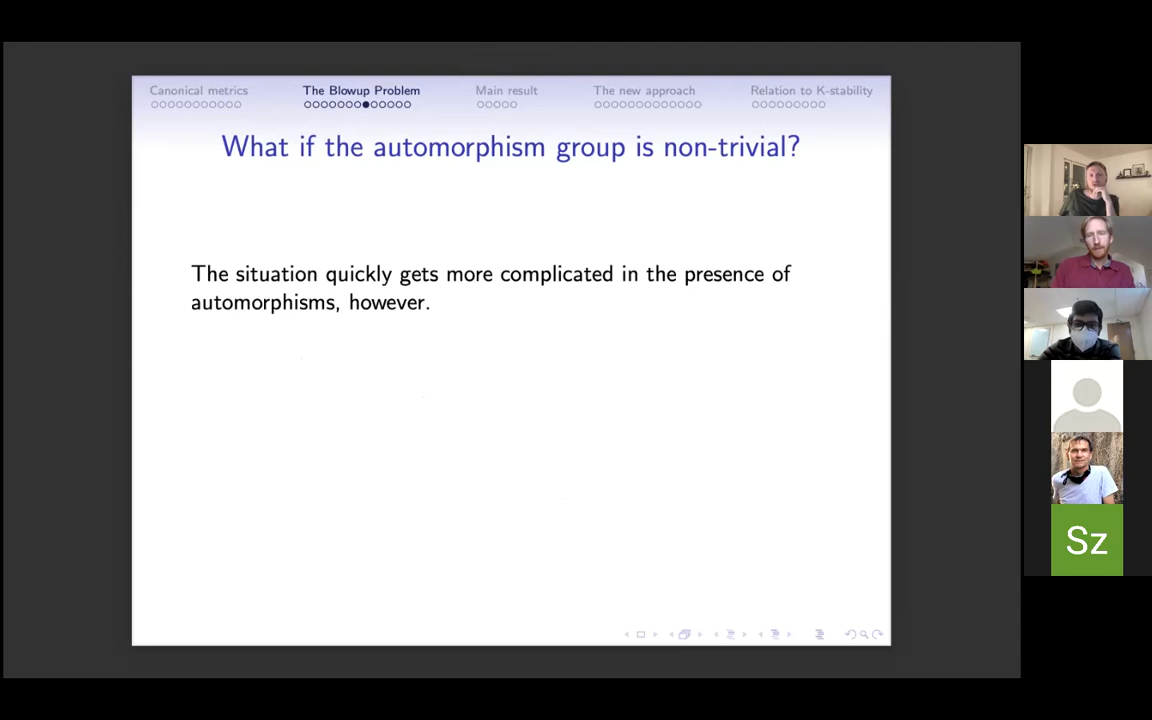 Canonical metrics
The Blowup Problem
Main result
The new approach
Relation to K-stability
What if the automorphism group is non-trivial?
The situation quickly gets more complicated in the presence of
automorphisms, however.
Sz